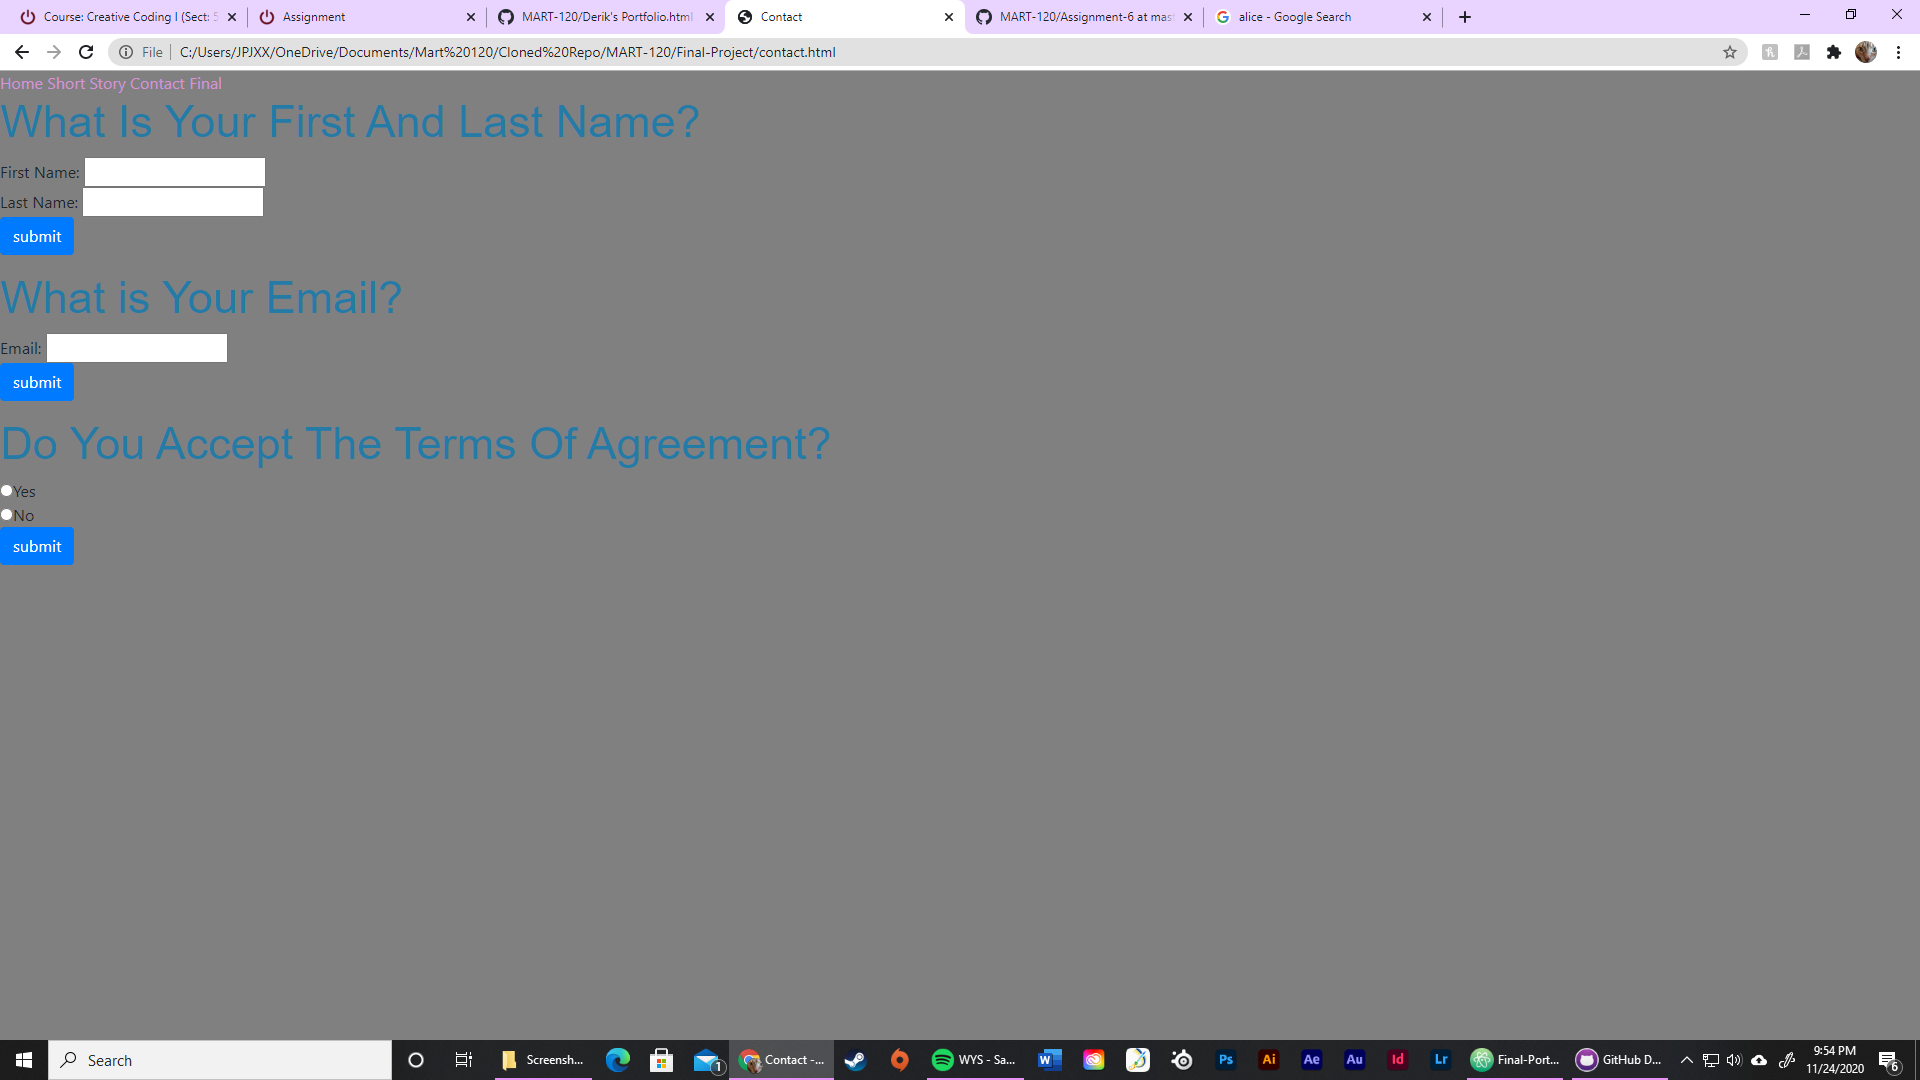 Course: Creative Coding I (Sect: 5
Assignment
MART-120/Derik's Portfolio.html
Contact
MART-120/Assignment-6 at mast
alice - Google Search
File
C:/Users/JPJXX/OneDrive/Documents/Mart%20120/Cloned%20Repo/MART-120/Final-Project/contact.html
Home Short Story Contact Final
What Is Your First And Last Name?
First Name:
Last Name:
submit
What is Your Email?
Email:
submit
Do You Accept The Terms Of Agreement?
Yes
No
submit
Search
Screensh...
1
Contact -...
WYS - Sa...
Ps
Ai
Ae
Au
Id
Lr
Final-Port...
GitHub D...
9:54 PM
11/24/2020
6